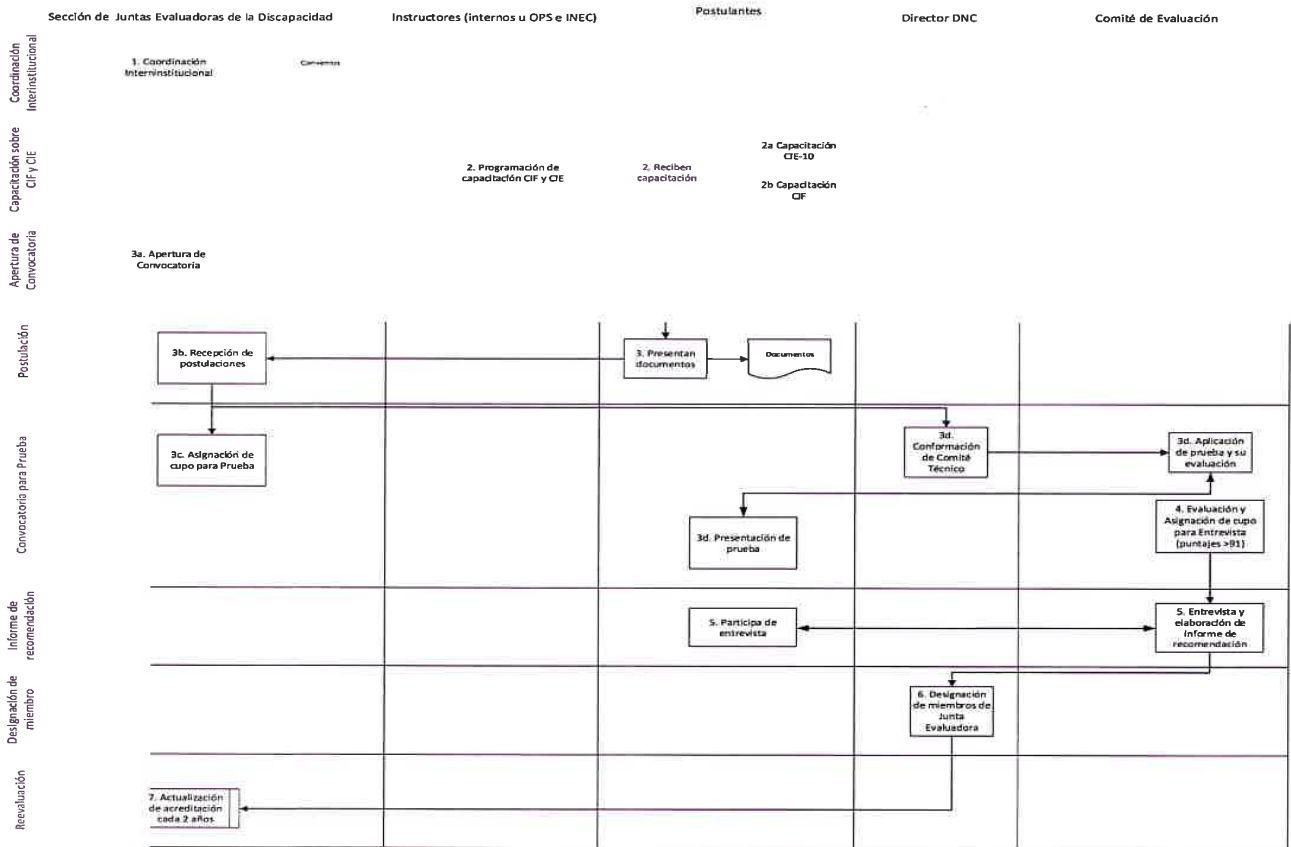 Sección de Juntas Evaluadoras de la Discapacidad
Instructores (internos u OPS e INEC)
Postulantes
Director DNC
Comité de Evaluación
Coordinación
Interinstitucional
1. Coordinación
Interninstitucional
Convenios
Capacitación sobre
CIF y CIE
2. Programación de
capacitación CIF y CIE
2, Reciben
capacitación
2a Capacitación
CIE-10
2b Capacitación
CIF
Apertura de
Convocatoria
3a. Apertura de
Convocatoria
Postulación
3b. Recepción de
postulaciones
3. Presentan
documentos
Documentos
Convocatoria para Prueba
3c. Asignación de
cupo para Prueba
3d.
Conformación
de Comité
Técnico
3d. Aplicación
de prueba y su
evaluación
3d. Presentación de
prueba
4. Evaluación y
Asignación de cupo
para Entrevista
(puntajes >91)
Informe de
recomendación
5. Participa de
entrevista
5. Entrevista y
elaboración de
informe de
recomendación
Designación de
miembro
6. Designación
de miembros de
Junta
Evaluadora
Reevaluación
7. Actualización
de acreditación
cada 2 años